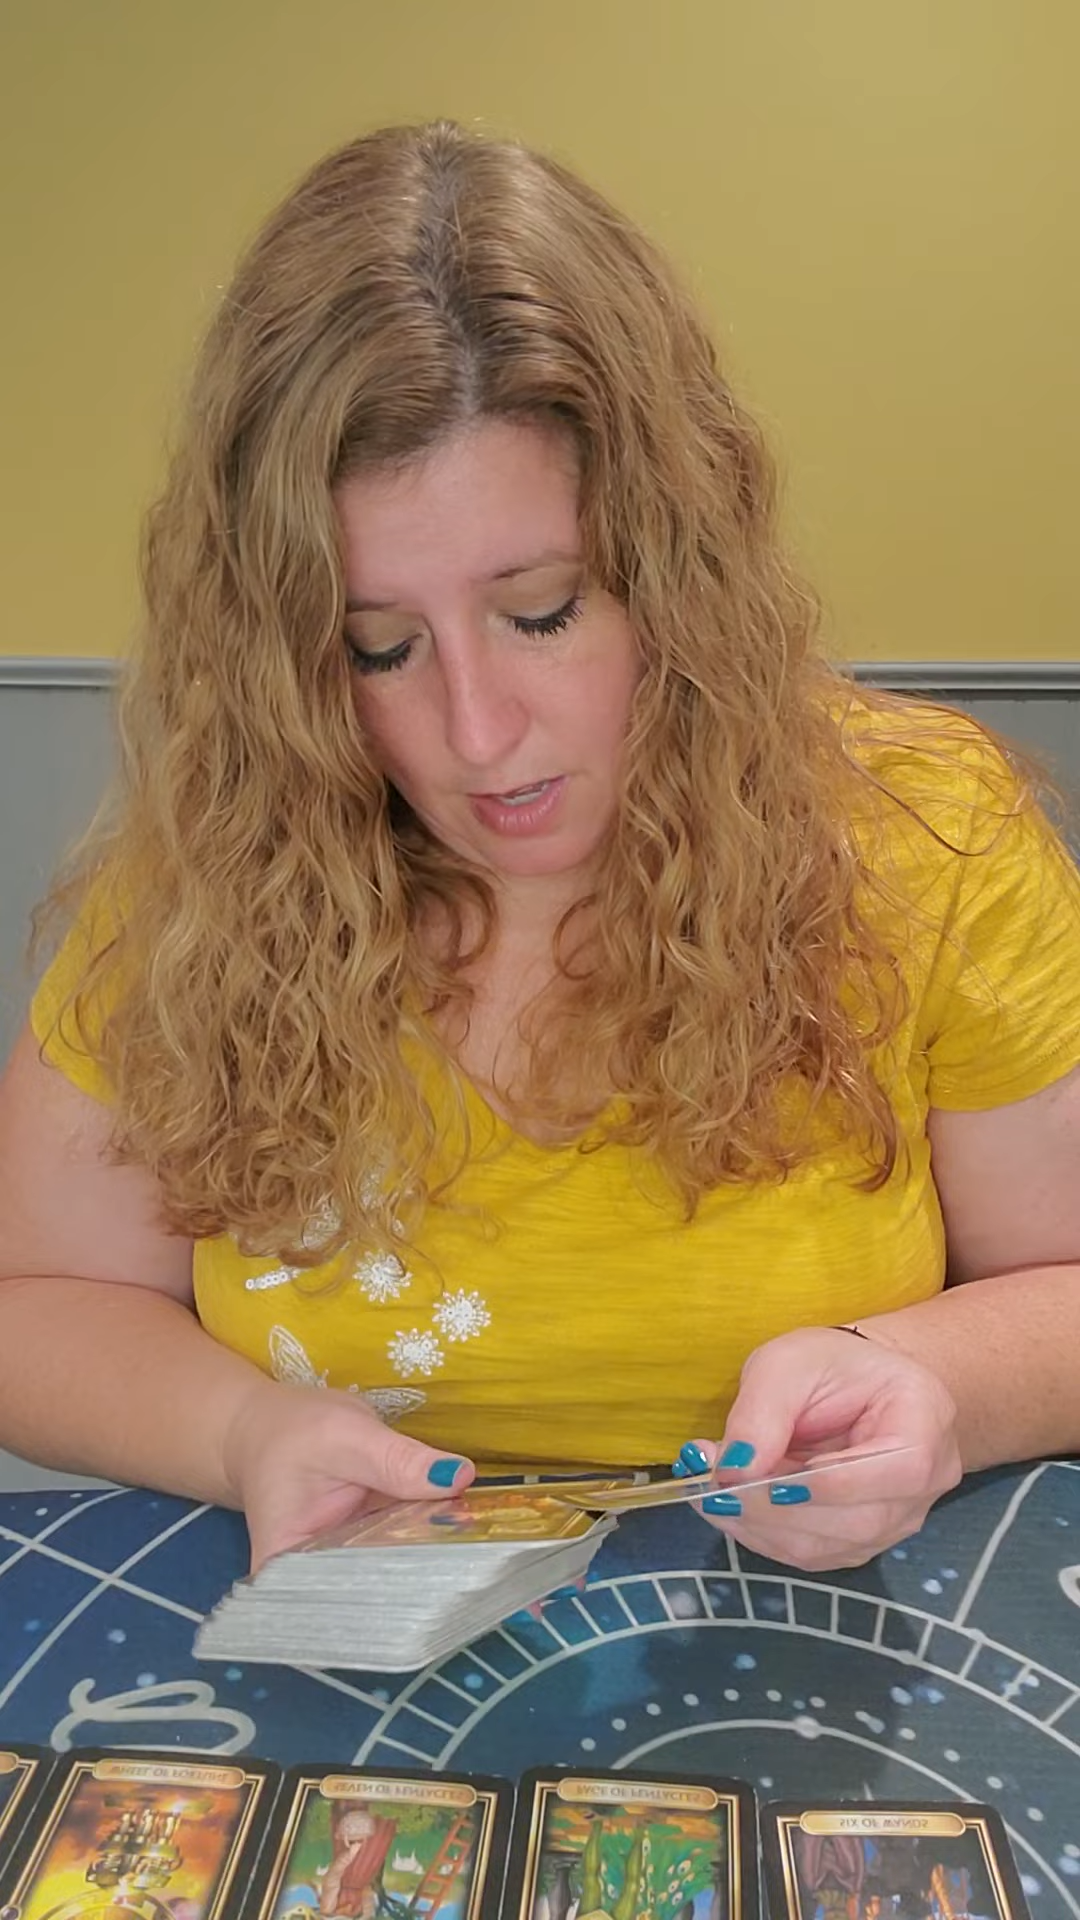 WHEEL OF FORTUNE
SEVEN OF PENTACLES
PAGE OF PENTACLES
SIX OF WANDS